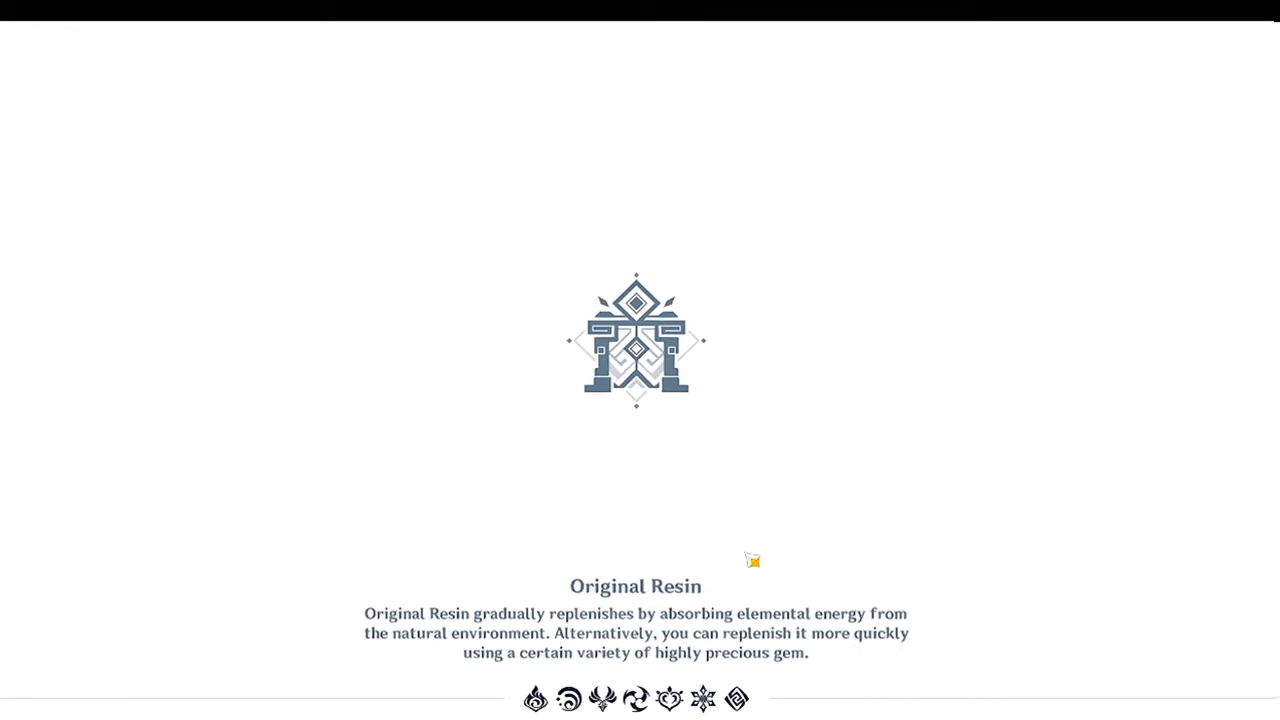 Original Resin
Original Resin gradually replenishes by absorbing elemental energy from
the natural environment. Alternatively, you can replenish it more quickly
using a certain variety of highly precious gem.